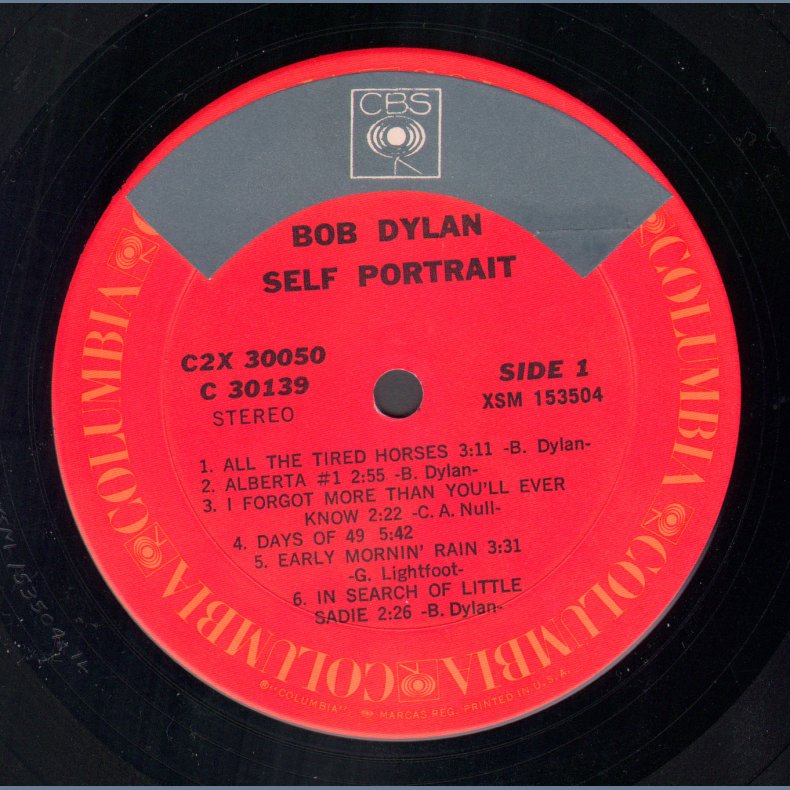 CBS
BOB DYLAN
SELF PORTRAIT
C2X 30050
C 30139
STEREO
SIDE 1
XSM 153504
1. ALL THE TIRED HORSES 3:11 -B. Dylan-
2. ALBERTA #1 2:55 -B. Dylan-
3. I FORGOT MORE THAN YOU'LL EVER
KNOW 2:22 -C. A. Null-
4. DAYS OF 49 5:42
5. EARLY MORNIN' RAIN 3:31
-G. Lightfoot-
6. IN SEARCH OF LITTLE
SADIE 2:26 -B. Dylan-
COLUMBIA
COLUMBIA
COLUMBIA
COLUMBIA
COLUMBIA
COLUMBIA
®"COLUMBIA" MARCAS REG. PRINTED IN U.S.A.